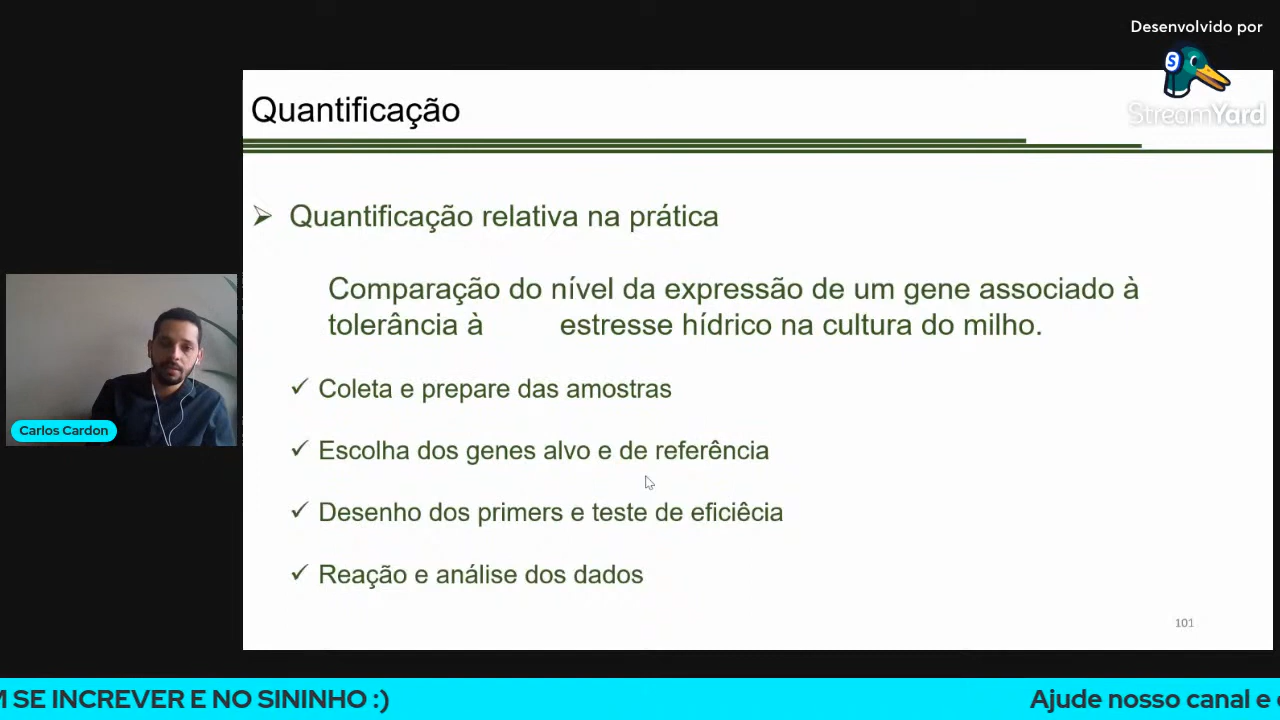 Desenvolvido por
StreamYard
Quantificação
Quantificação relativa na prática
Comparação do nível da expressão de um gene associado à
tolerância à estresse hídrico na cultura do milho.
Coleta e prepare das amostras
Escolha dos genes alvo e de referência
Desenho dos primers e teste de eficiêcia
Reação e análise dos dados
101
Carlos Cardon
M SE INCREVER E NO SININHO :)
Ajude nosso canal e